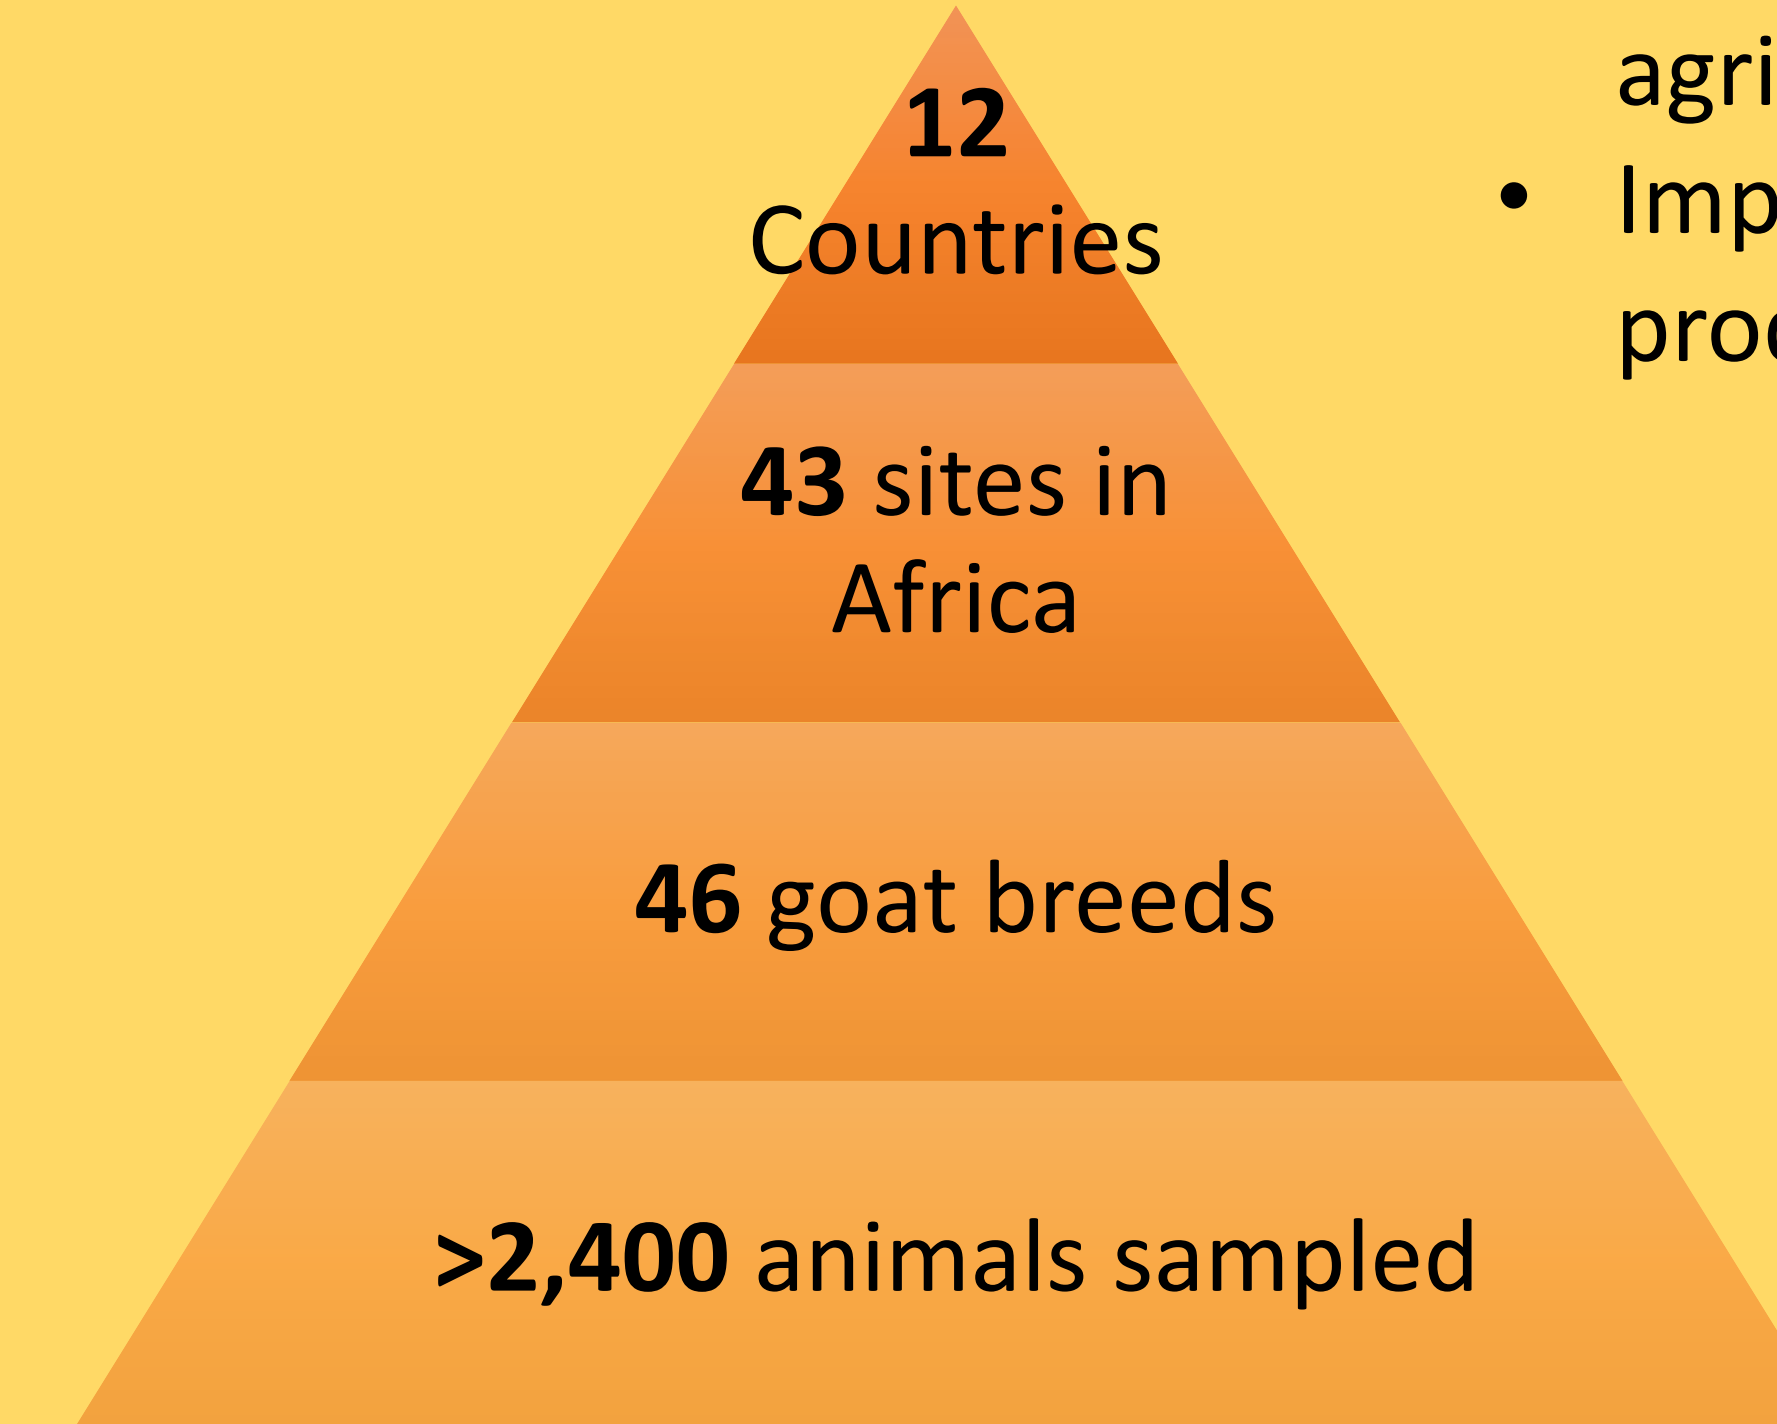 12
Countries
43 sites in
Africa
46 goat breeds
>2,400 animals sampled